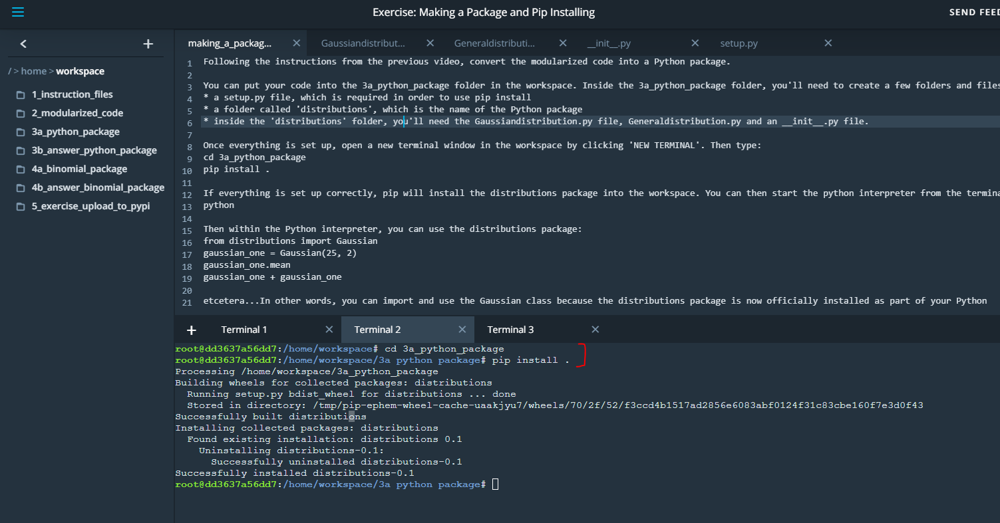 Exercise: Making a Package and Pip Installing
SEND FEED
making_a_packag...
Gaussiandistribut...
Generaldistributi...
__init__.py
setup.py
/ > home > workspace
1_instruction_files
2_modularized_code
3a_python_package
3b_answer_python_package
4a_binomial_package
4b_answer_binomial_package
5_exercise_upload_to_pypi
1 Following the instructions from the previous video, convert the modularized code into a Python package.
2
3 You can put your code into the 3a_python_package folder in the workspace. Inside the 3a_python_package folder, you'll need to create a few folders and files
4 * a setup.py file, which is required in order to use pip install
5 * a folder called 'distributions', which is the name of the Python package
6 * inside the 'distributions' folder, you'll need the Gaussiandistribution.py file, Generaldistribution.py and an __init__.py file.
7
8 Once everything is set up, open a new terminal window in the workspace by clicking 'NEW TERMINAL'. Then type:
9 cd 3a_python_package
10 pip install .
11
12 If everything is set up correctly, pip will install the distributions package into the workspace. You can then start the python interpreter from the termina
13 python
14
15 Then within the Python interpreter, you can use the distributions package:
16 from distributions import Gaussian
17 gaussian_one = Gaussian(25, 2)
18 gaussian_one.mean
19 gaussian_one + gaussian_one
20
21 etcetera...In other words, you can import and use the Gaussian class because the distributions package is now officially installed as part of your Python
Terminal 1
Terminal 2
Terminal 3
root@dd3637a56dd7:/home/workspace# cd 3a_python_package
root@dd3637a56dd7:/home/workspace/3a python package# pip install .
Processing /home/workspace/3a_python_package
Building wheels for collected packages: distributions
Running setup.py bdist_wheel for distributions ... done
Stored in directory: /tmp/pip-ephem-wheel-cache-uaakjyu7/wheels/70/2f/52/f3ccd4b1517ad2856e6083abf0124f31c83cbe160f7e3d0f43
Successfully built distributions
Installing collected packages: distributions
Found existing installation: distributions 0.1
Uninstalling distributions-0.1:
Successfully uninstalled distributions-0.1
Successfully installed distributions-0.1
root@dd3637a56dd7:/home/workspace/3a python package#